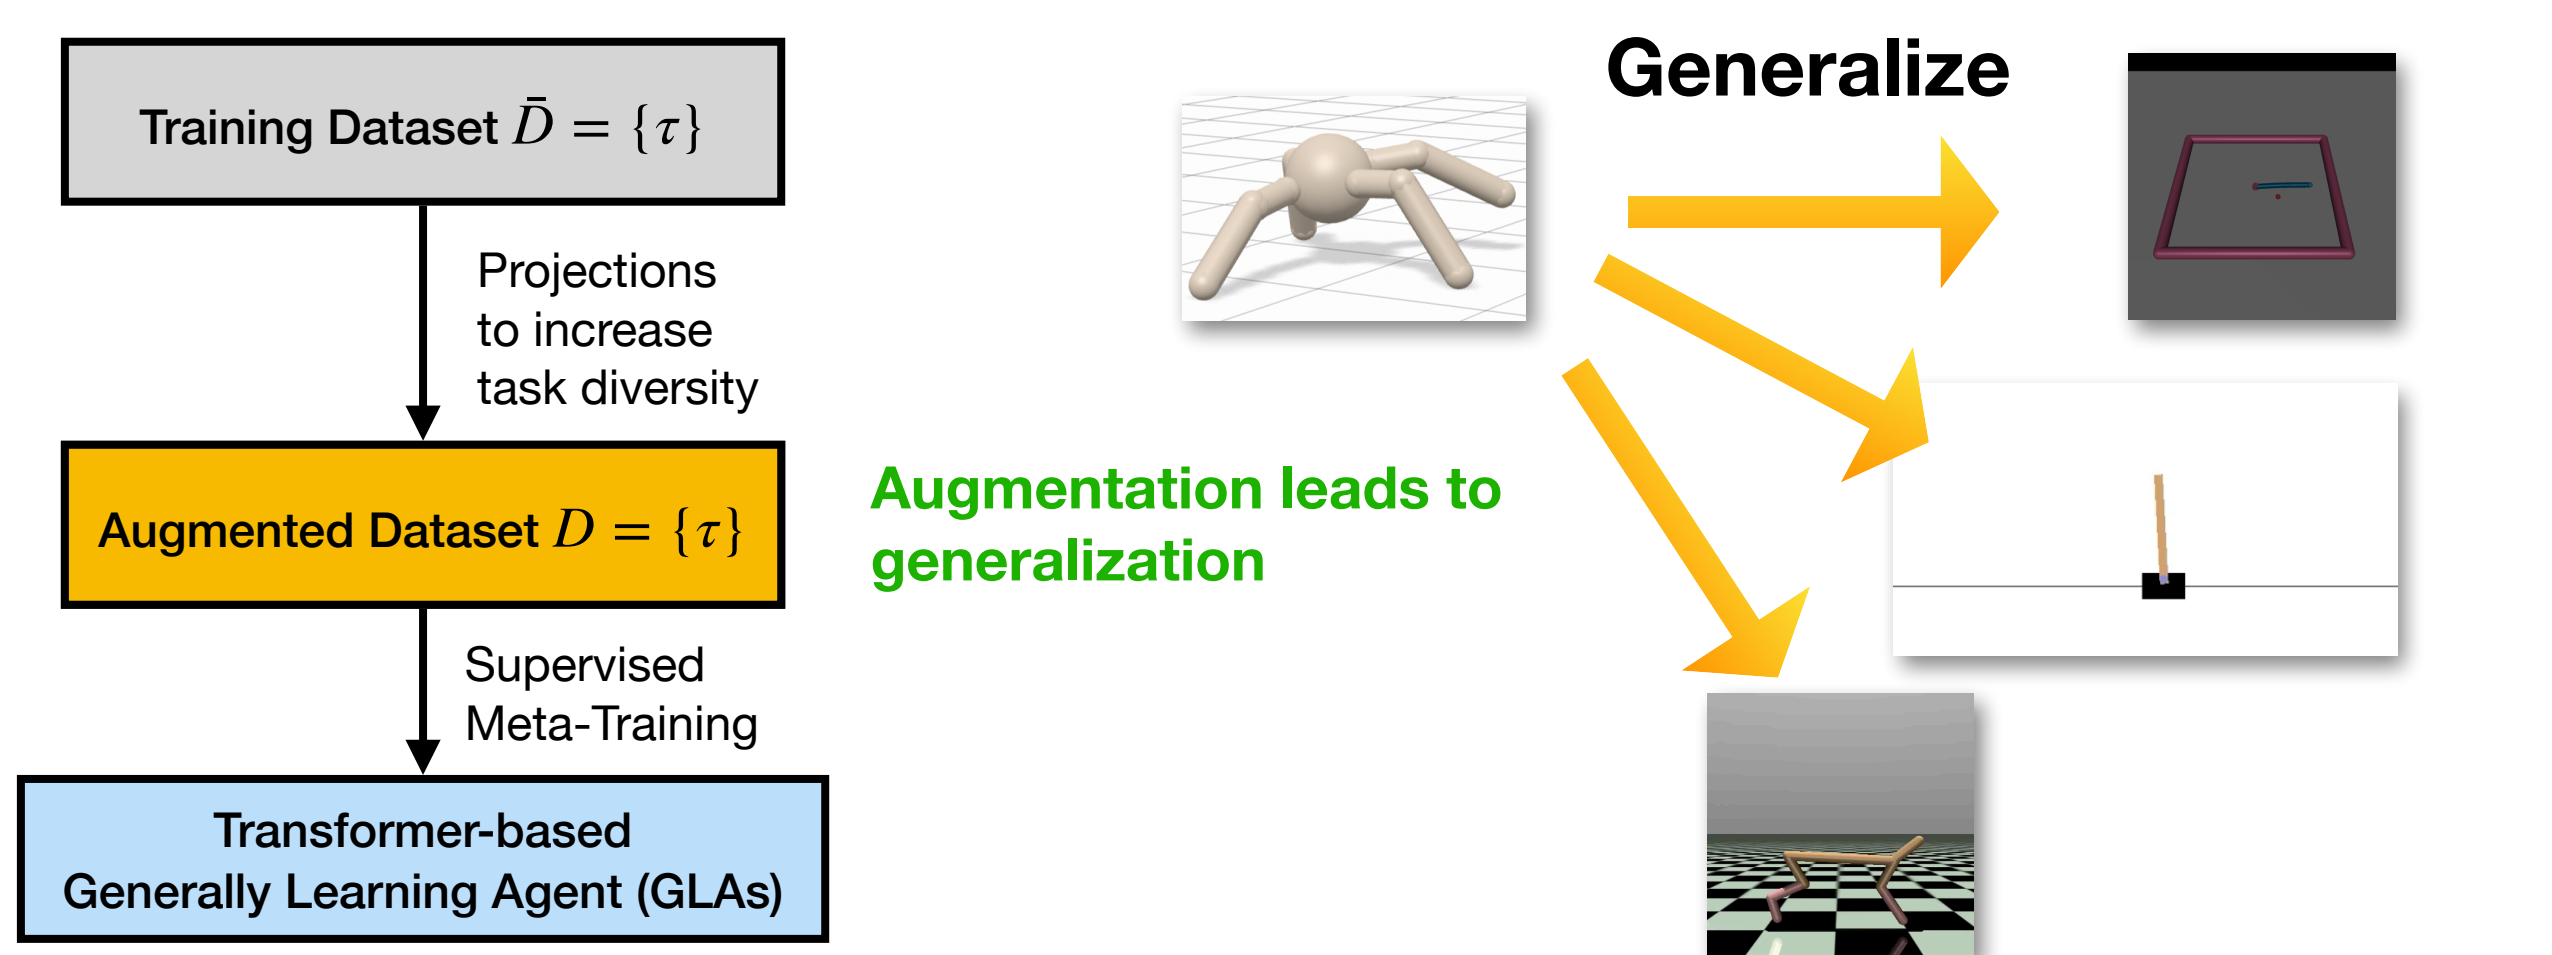 Training Dataset D̄ = {τ}
Projections
to increase
task diversity
Augmented Dataset D = {τ}
Supervised
Meta-Training
Transformer-based
Generally Learning Agent (GLAs)
Augmentation leads to
generalization
Generalize